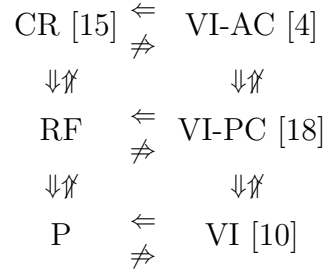 CR [15] ⇐ ⇏ VI-AC [4]
⇓⇑̸ ⇓⇑̸
RF ⇐ ⇏ VI-PC [18]
⇓⇑̸ ⇓⇑̸
P ⇐ ⇏ VI [10]